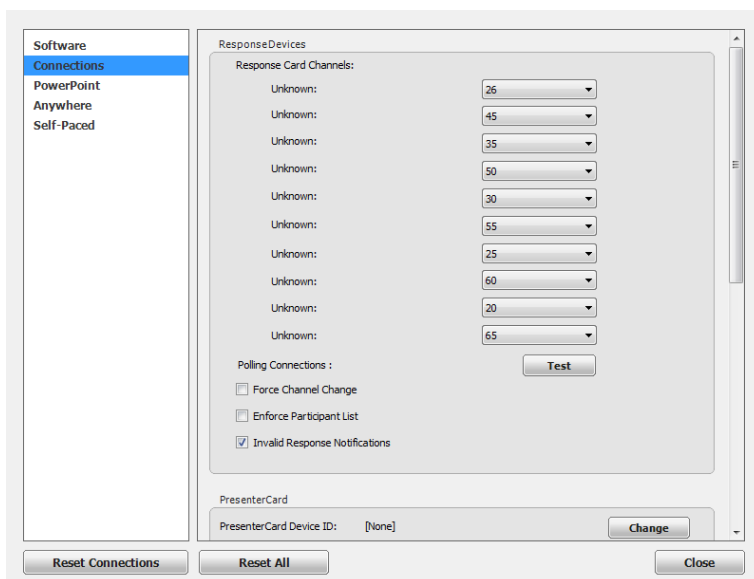 Software
Connections
PowerPoint
Anywhere
Self-Paced
ResponseDevices
Response Card Channels:
Unknown: 26
Unknown: 45
Unknown: 35
Unknown: 50
Unknown: 30
Unknown: 55
Unknown: 25
Unknown: 60
Unknown: 20
Unknown: 65
Polling Connections : Test
Force Channel Change
Enforce Participant List
Invalid Response Notifications
PresenterCard
PresenterCard Device ID: [None] Change
Reset Connections Reset All Close